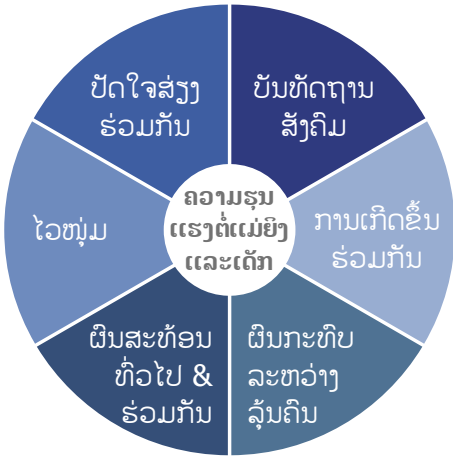 ປັດໃຈສ່ຽງ
ຮ່ວມກັນ
ບັນທັດຖານ
ສັງຄົມ
ໄວໜຸ່ມ
ຄວາມຮຸນ
ແຮງຕໍ່ແມ່ຍິງ
ແລະເດັກ
ການເກີດຂຶ້ນ
ຮ່ວມກັນ
ຜົນສະທ້ອນ
ທົ່ວໄປ &
ຮ່ວມກັນ
ຜົນກະທົບ
ລະຫວ່າງ
ລຸ້ນຄົນ